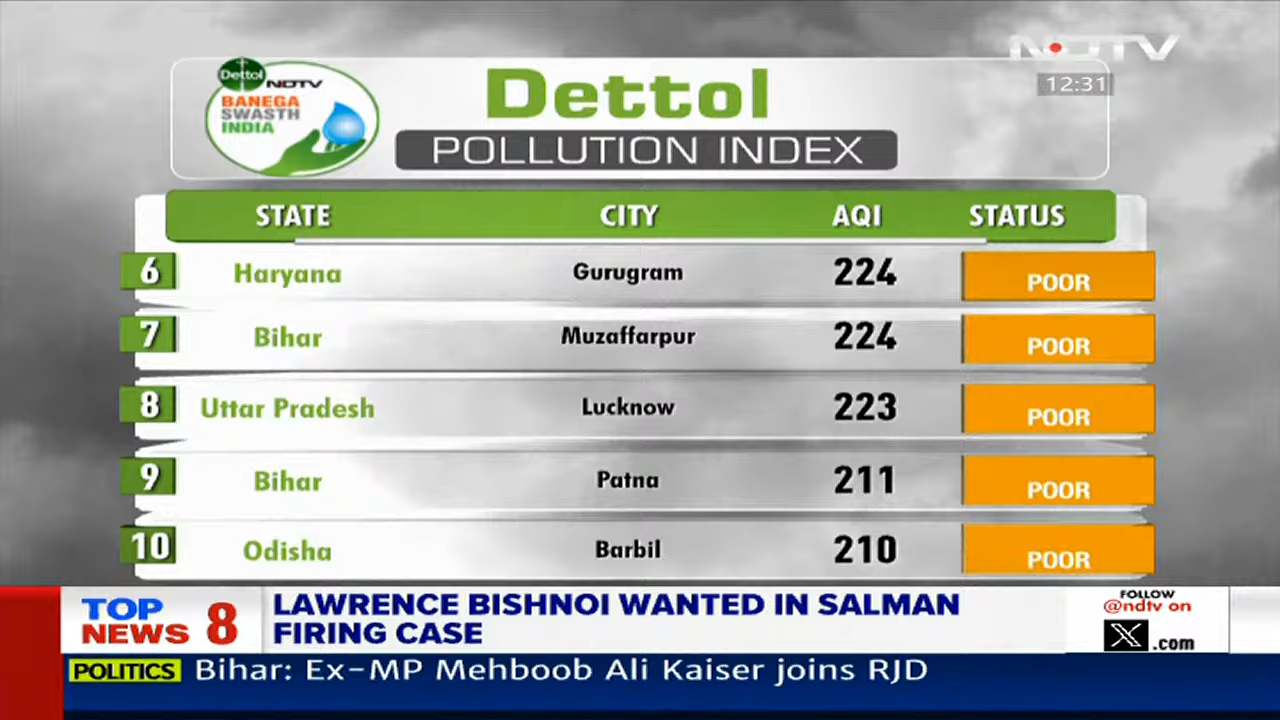 NDTV
12:31
Dettol NDTV
BANEGA
SWASTH
INDIA
Dettol
POLLUTION INDEX
STATE CITY AQI STATUS
6 Haryana Gurugram 224 POOR
7 Bihar Muzaffarpur 224 POOR
8 Uttar Pradesh Lucknow 223 POOR
9 Bihar Patna 211 POOR
10 Odisha Barbil 210 POOR
TOP
NEWS 8
LAWRENCE BISHNOI WANTED IN SALMAN
FIRING CASE
FOLLOW
@ndtv on
X .com
POLITICS Bihar: Ex-MP Mehboob Ali Kaiser joins RJD